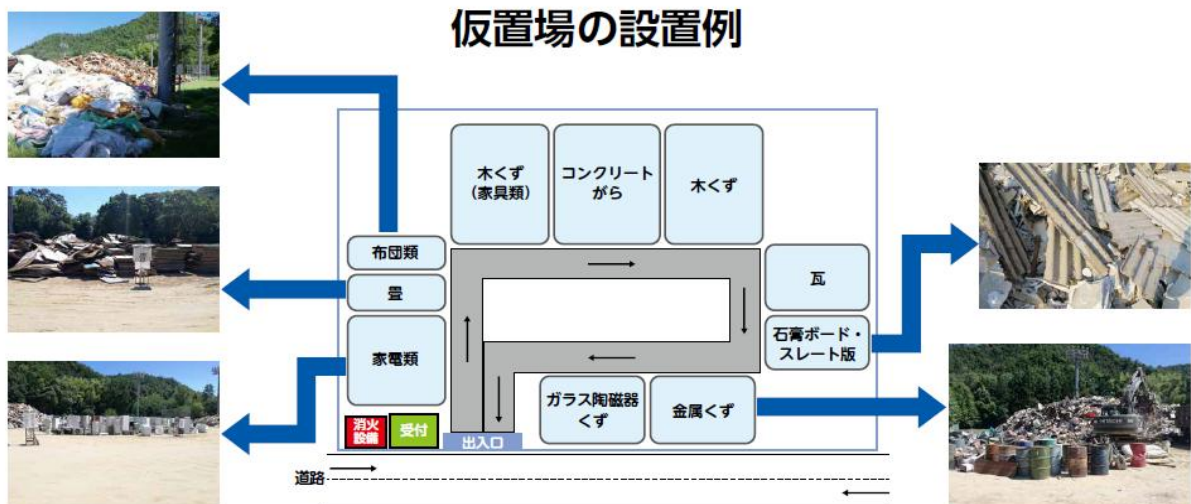 仮置場の設置例
木くず
（家具類）
コンクリート
がら
木くず
布団類
畳
家電類
瓦
石膏ボード・
スレート版
ガラス陶磁器
くず
金属くず
消火
設備
受付
出入口
道路